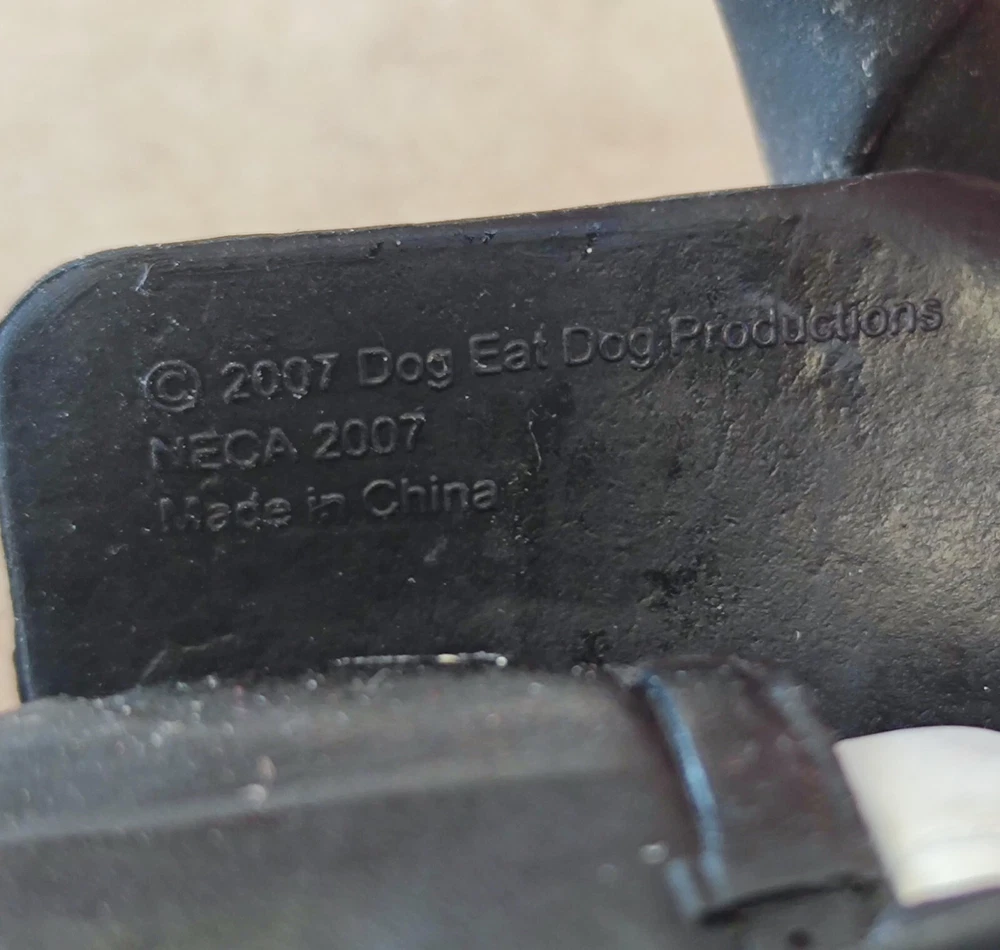 © 2007 Dog Eat Dog Productions
NECA 2007
Made in China